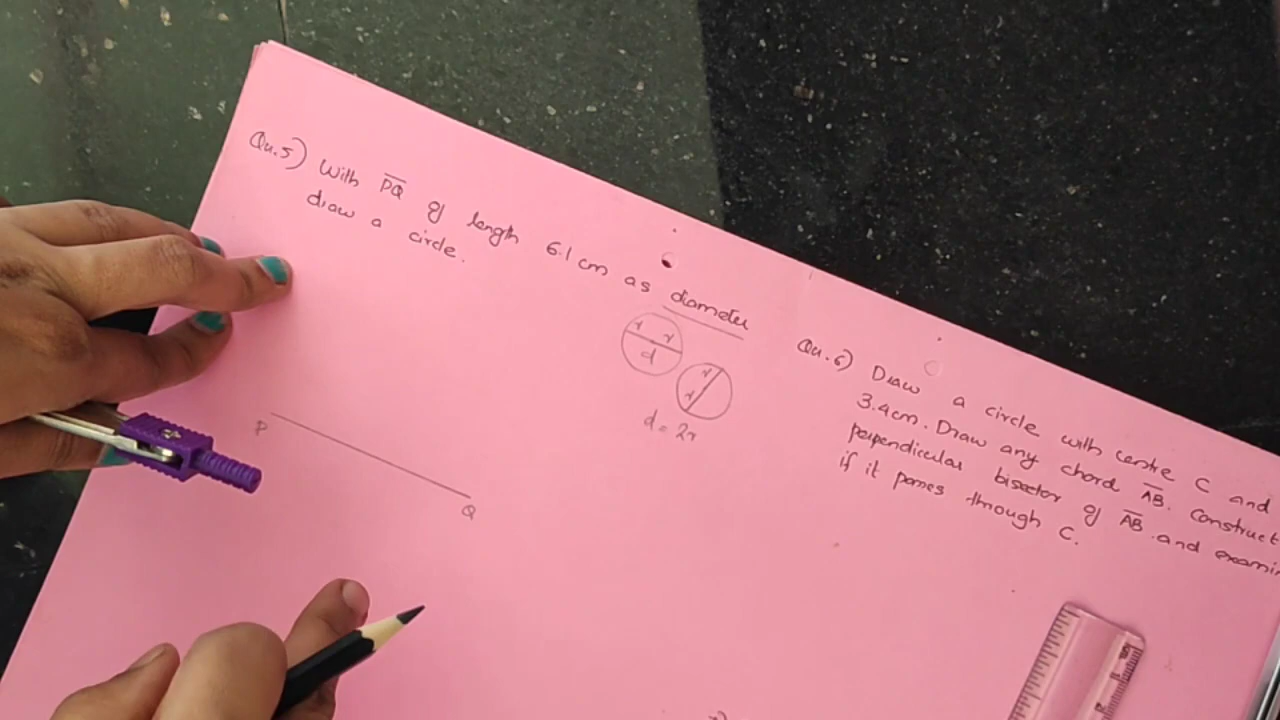 Qu.5) With PQ of length 6.1 cm as diameter
draw a circle.
r r
d
r
r
d = 2r
P
Q
Qu.6) Draw a circle with centre C and
3.4cm. Draw any chord AB. Construct
perpendicular bisector of AB and examin
if it passes through C.